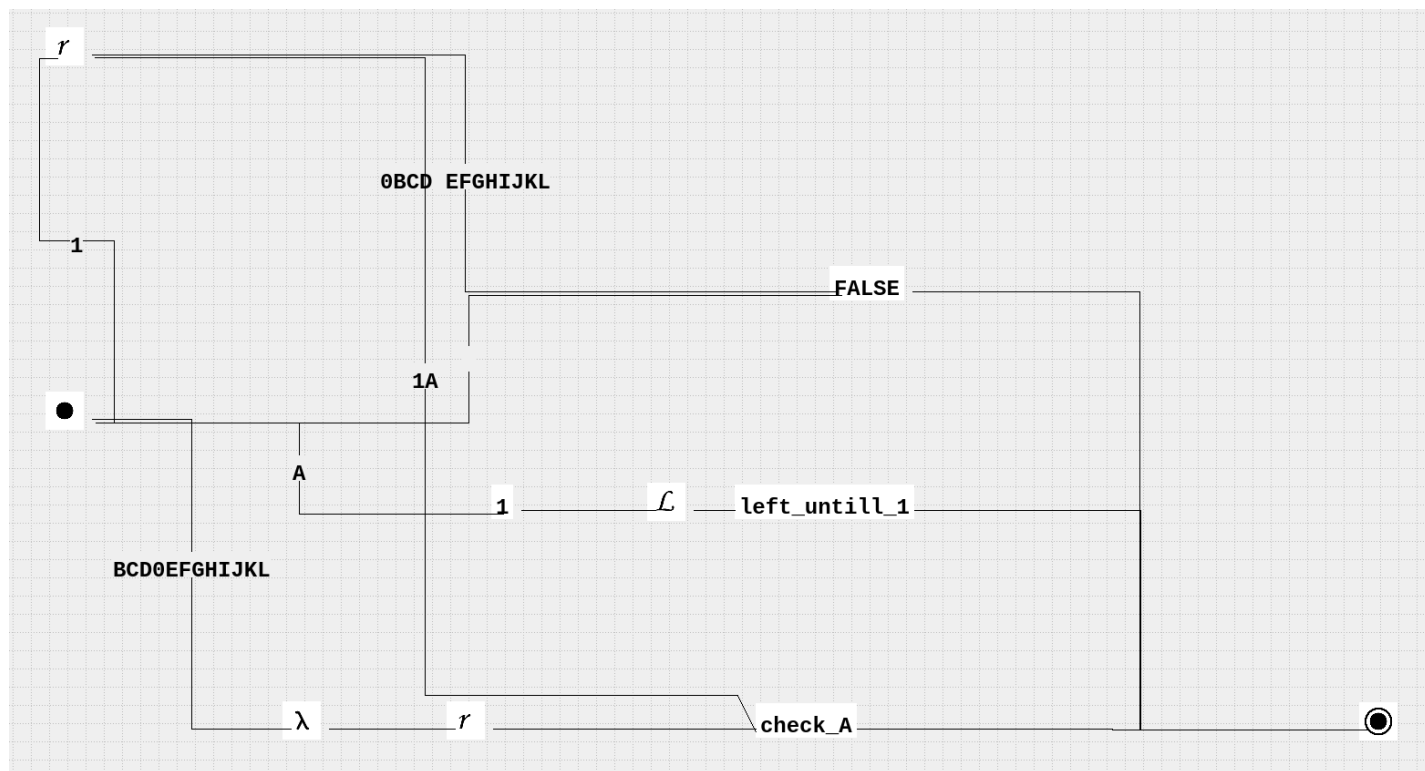 r
0BCD EFGHIJKL
1
FALSE
1A
A
1
ℒ
left_untill_1
BCD0EFGHIJKL
λ
r
check_A